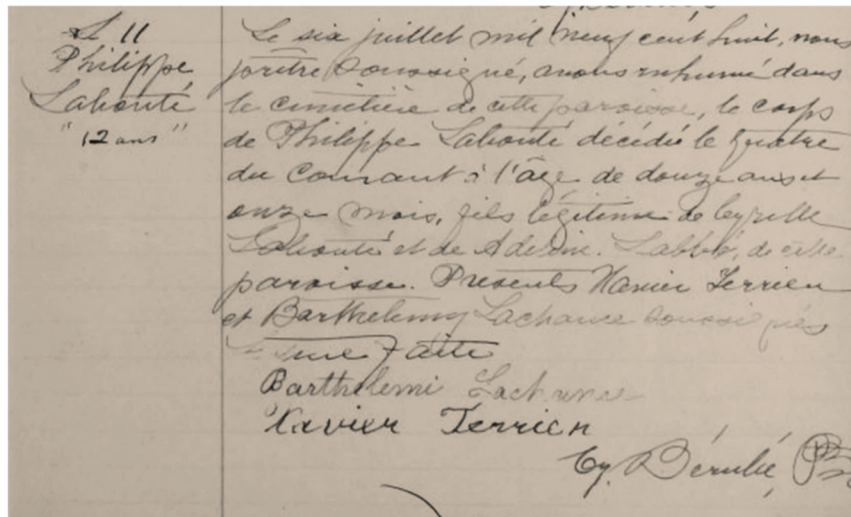 S 11
Philippe
Labonté
"12 ans"
Le six juillet mil neuf cent huit, nous
prêtre soussigné, avons inhumé dans
le cimetière de cette paroisse, le corps
de Philippe Labonté décédé le quatre
du courant à l'âge de douze ans et
onze mois, fils légitime de Cyrille
Labonté et de Adeline Labbé, de cette
paroisse. Présents Xavier Terrien
et Barthelemy Lachance soussignés
Lecture faite
Barthelemi Lachance
Xavier Terrien
Cy. Bérubé, Ptre